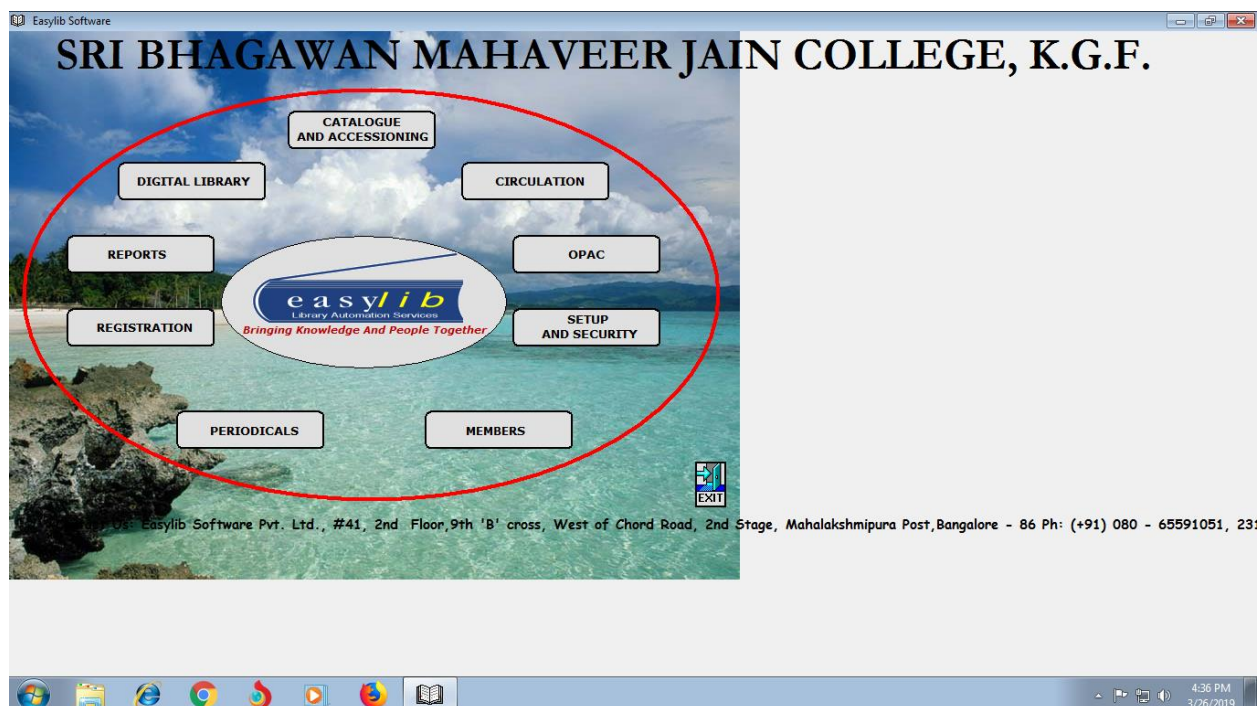 Easylib Software
SRI BHAGAWAN MAHAVEER JAIN COLLEGE, K.G.F.
CATALOGUE
AND ACCESSIONING
DIGITAL LIBRARY
CIRCULATION
REPORTS
OPAC
easylib
Library Automation Services
Bringing Knowledge And People Together
REGISTRATION
SETUP
AND SECURITY
PERIODICALS
MEMBERS
EXIT
Us: Easylib Software Pvt. Ltd., #41, 2nd Floor,9th 'B' cross, West of Chord Road, 2nd Stage, Mahalakshmipura Post,Bangalore - 86 Ph: (+91) 080 - 65591051, 231
4:36 PM
3/26/2019